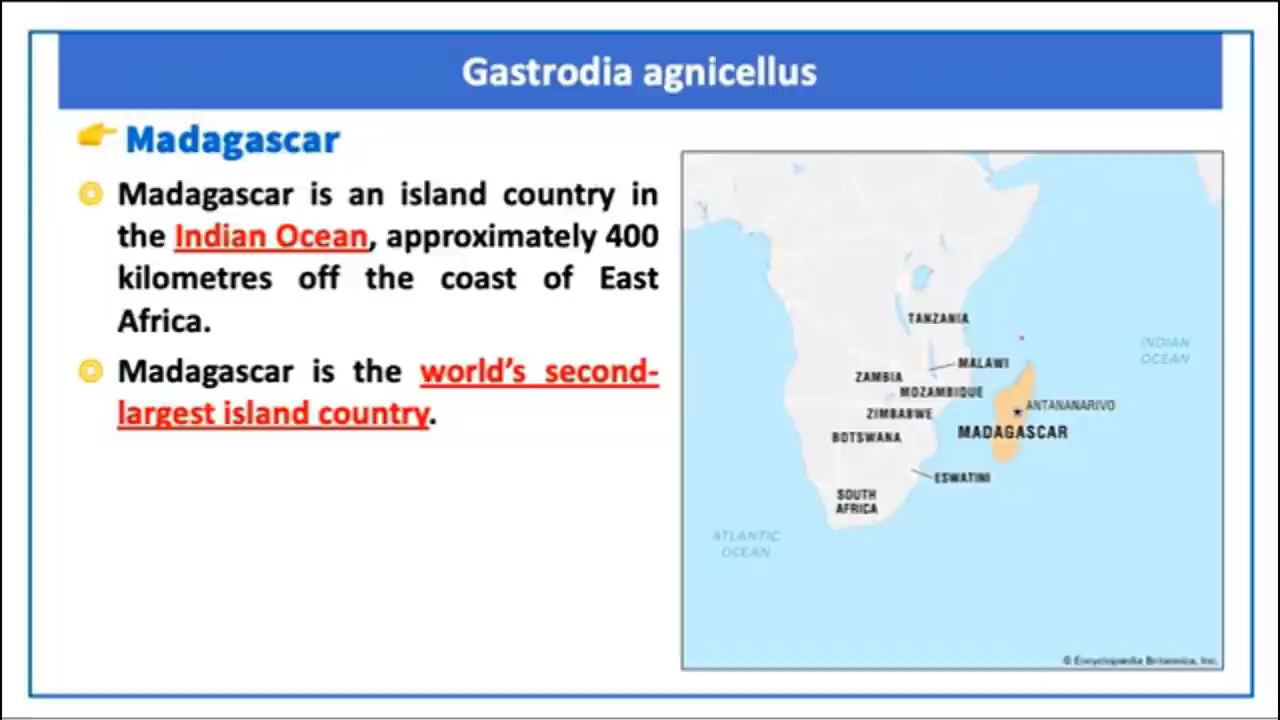 Gastrodia agnicellus
Madagascar
Madagascar is an island country in
the Indian Ocean, approximately 400
kilometres off the coast of East
Africa.
Madagascar is the world's second-
largest island country.
TANZANIA
INDIAN
OCEAN
MALAWI
ZAMBIA
MOZAMBIQUE
ANTANANARIVO
ZIMBABWE
MADAGASCAR
BOTSWANA
ESWATINI
SOUTH
AFRICA
ATLANTIC
OCEAN
© Encyclopædia Britannica, Inc.